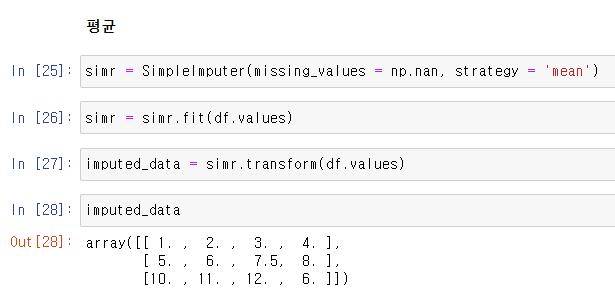 평균
In [25]: simr = SimpleImputer(missing_values = np.nan, strategy = 'mean')
In [26]: simr = simr.fit(df.values)
In [27]: imputed_data = simr.transform(df.values)
In [28]: imputed_data
Out[28]: array([[ 1. ,  2. ,  3. ,  4. ],
[ 5. ,  6. ,  7.5,  8. ],
[10. , 11. , 12. ,  6. ]])